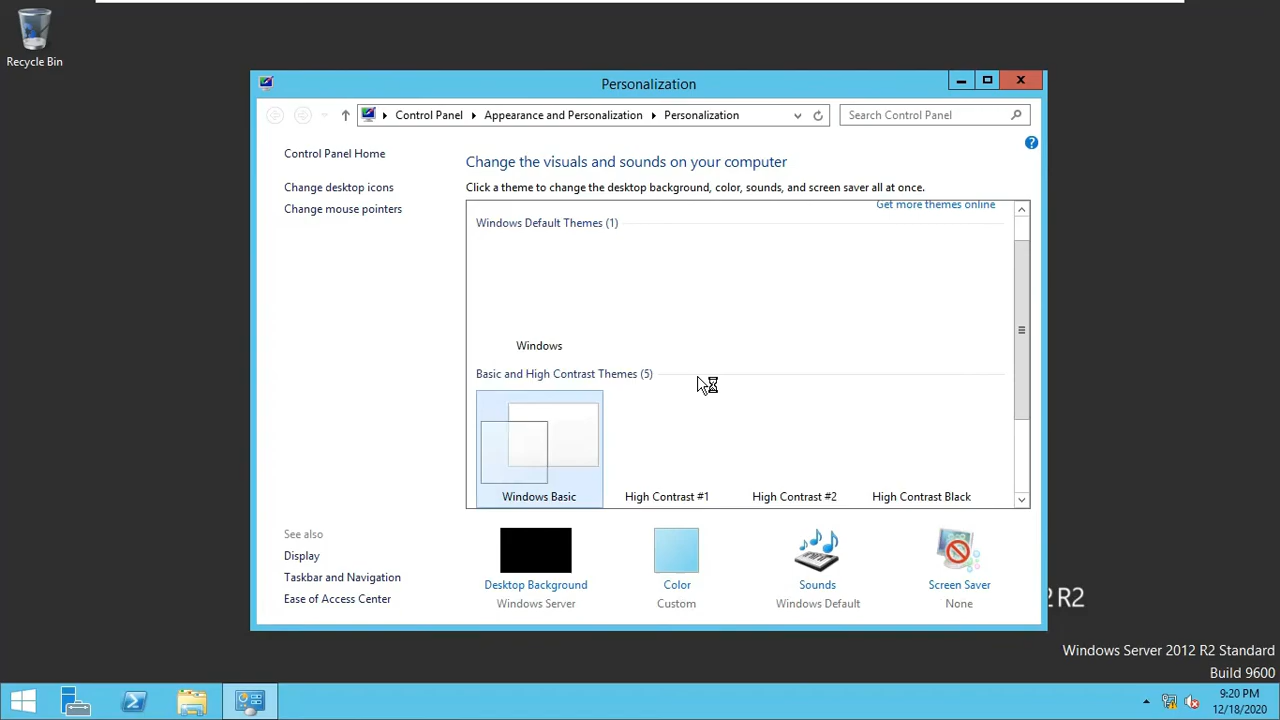 Recycle Bin
Personalization
Control Panel
Appearance and Personalization
Personalization
Search Control Panel
Control Panel Home
Change desktop icons
Change mouse pointers
Change the visuals and sounds on your computer
Click a theme to change the desktop background, color, sounds, and screen saver all at once.
Get more themes online
Windows Default Themes (1)
Windows
Basic and High Contrast Themes (5)
Windows Basic
High Contrast #1
High Contrast #2
High Contrast Black
See also
Display
Taskbar and Navigation
Ease of Access Center
Desktop Background
Windows Server
Color
Custom
Sounds
Windows Default
Screen Saver
None
R2
Windows Server 2012 R2 Standard
Build 9600
9:20 PM
12/18/2020